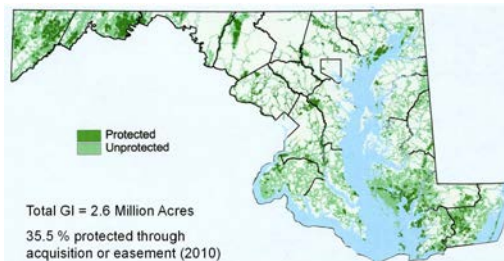 Protected
Unprotected
Total GI = 2.6 Million Acres
35.5 % protected through
acquisition or easement (2010)